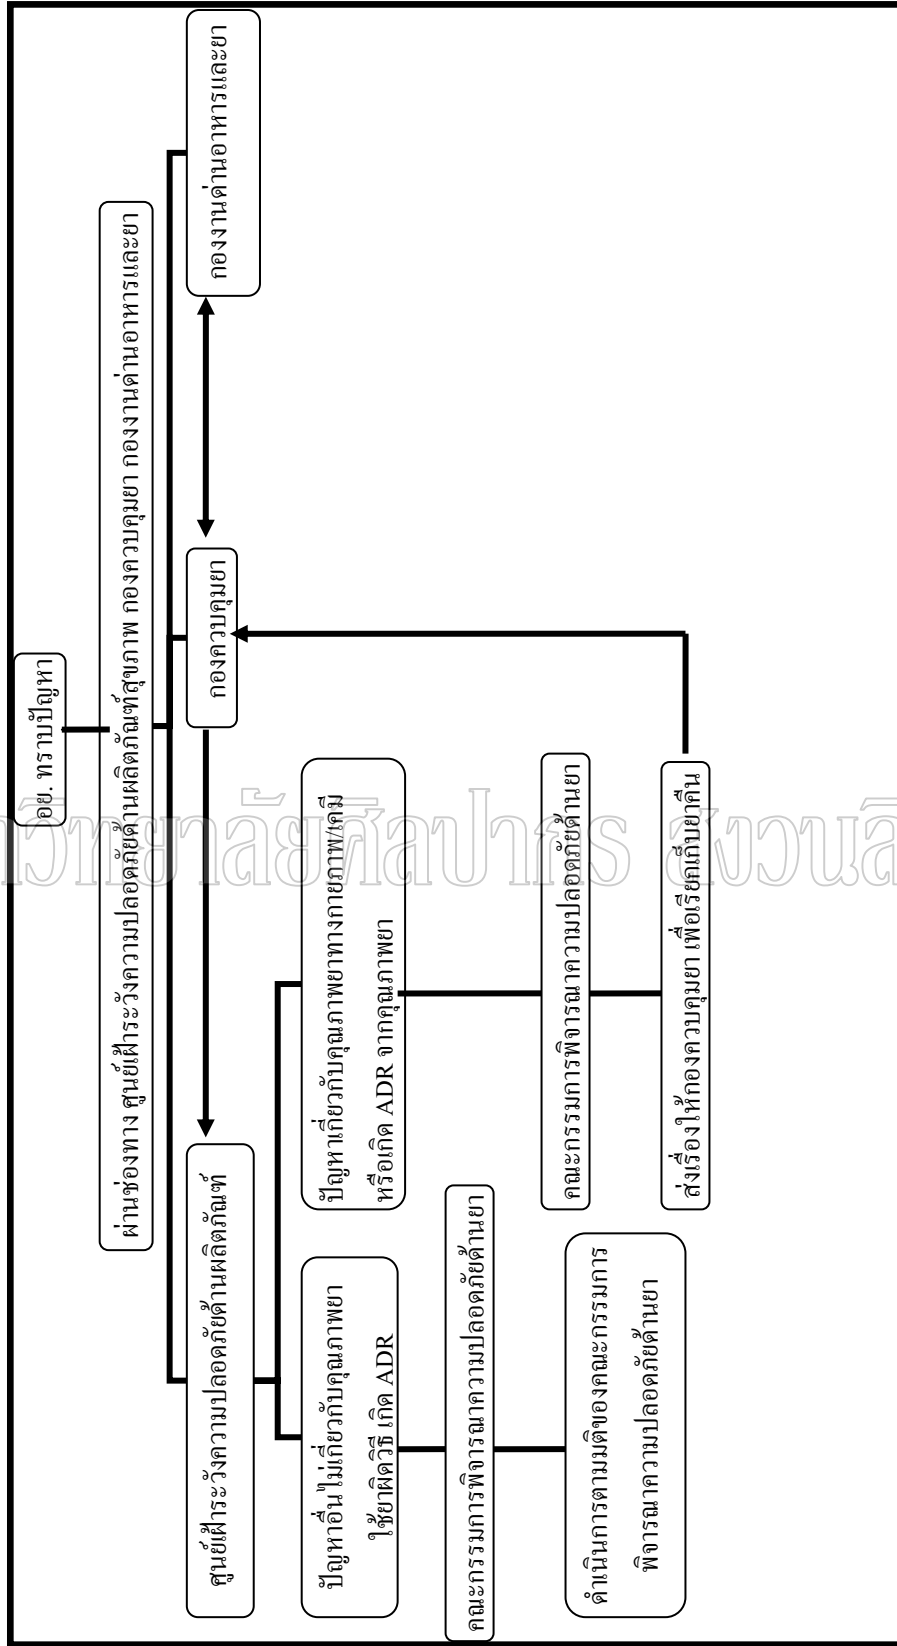 อย. ทราบปัญหา
ผ่านช่องทาง ศูนย์เฝ้าระวังความปลอดภัยด้านผลิตภัณฑ์สุขภาพ กองควบคุมยา กองงานด่านอาหารและยา
ศูนย์เฝ้าระวังความปลอดภัยด้านผลิตภัณฑ์
กองควบคุมยา
กองงานด่านอาหารและยา
ปัญหาอื่น ไม่เกี่ยวกับคุณภาพยา
ใช้ยาผิดวิธี เกิด ADR
ปัญหาเกี่ยวกับคุณภาพยาทางกายภาพ/เคมี
หรือเกิด ADR จากคุณภาพยา
คณะกรรมการพิจารณาความปลอดภัยด้านยา
คณะกรรมการพิจารณาความปลอดภัยด้านยา
ดำเนินการตามมติของคณะกรรมการ
พิจารณาความปลอดภัยด้านยา
ส่งเรื่องให้กองควบคุมยา เพื่อเรียกเก็บยาคืน